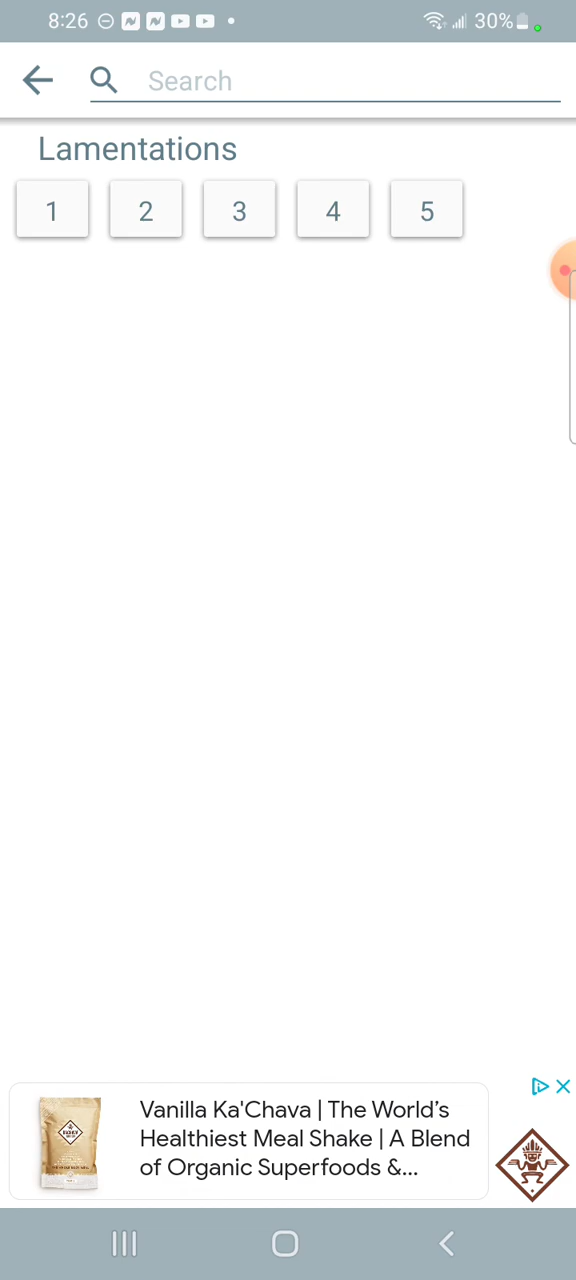 8:26
30%
Search
Lamentations
1 2 3 4 5
Vanilla Ka'Chava | The World’s
Healthiest Meal Shake | A Blend
of Organic Superfoods &...